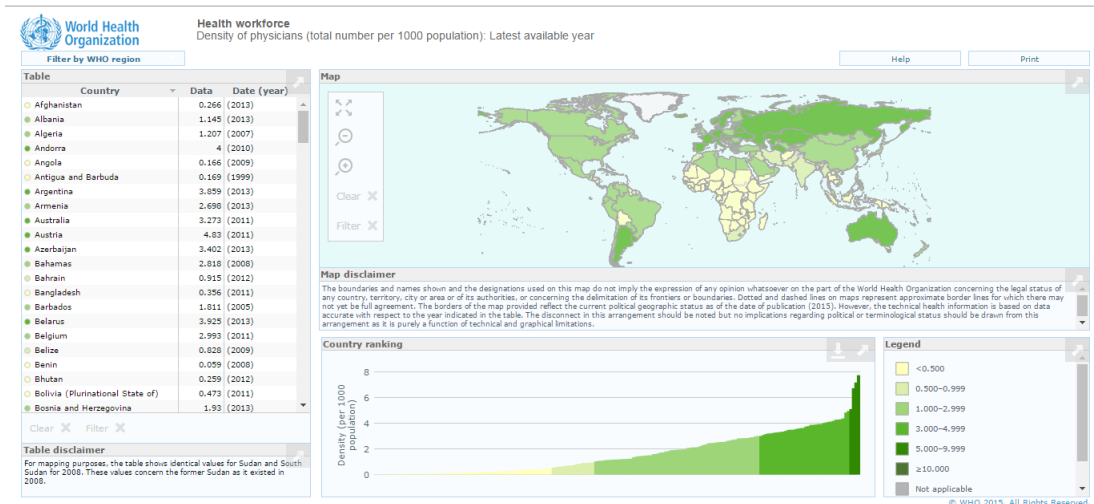 World Health
Organization
Health workforce
Density of physicians (total number per 1000 population): Latest available year
Filter by WHO region
Help
Print
Table
Country Data Date (year)
Afghanistan 0.266 (2013)
Albania 1.145 (2013)
Algeria 1.207 (2007)
Andorra 4 (2010)
Angola 0.166 (2009)
Antigua and Barbuda 0.169 (1999)
Argentina 3.859 (2013)
Armenia 2.698 (2013)
Australia 3.273 (2011)
Austria 4.83 (2011)
Azerbaijan 3.402 (2013)
Bahamas 2.818 (2008)
Bahrain 0.915 (2012)
Bangladesh 0.356 (2011)
Barbados 1.811 (2005)
Belarus 3.925 (2013)
Belgium 2.993 (2011)
Belize 0.828 (2009)
Benin 0.059 (2008)
Bhutan 0.259 (2012)
Bolivia (Plurinational State of) 0.473 (2011)
Bosnia and Herzegovina 1.93 (2013)
Clear Filter
Table disclaimer
For mapping purposes, the table shows identical values for Sudan and South
Sudan for 2008. These values concern the former Sudan as it existed in
2008.
Map
Clear
Filter
Map disclaimer
The boundaries and names shown and the designations used on this map do not imply the expression of any opinion whatsoever on the part of the World Health Organization concerning the legal status of
any country, territory, city or area or of its authorities, or concerning the delimitation of its frontiers or boundaries. Dotted and dashed lines on maps represent approximate border lines for which there may
not yet be full agreement. The borders of the map provided reflect the current political geographic status as of the date of publication (2015). However, the technical health information is based on data
accurate with respect to the year indicated in the table. The disconnect in this arrangement should be noted but no implications regarding political or terminological status should be drawn from this
arrangement as it is purely a function of technical and graphical limitations.
Country ranking
Density (per 1000
population)
8
6
4
2
0
Legend
<0.500
0.500–0.999
1.000–2.999
3.000–4.999
5.000–9.999
≥10.000
Not applicable
© WHO 2015. All Rights Reserved.